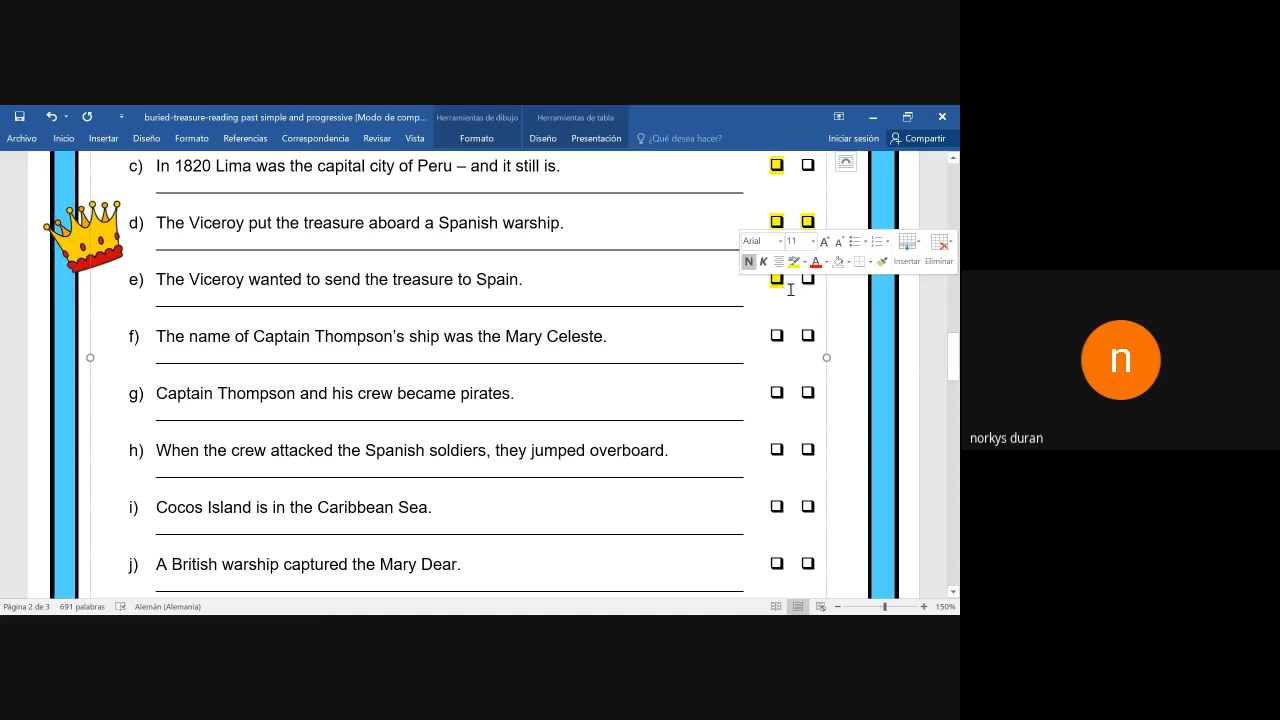 buried-treasure-reading past simple and progressive [Modo de comp...
Herramientas de dibujo
Herramientas de tabla
Archivo Inicio Insertar Diseño Formato Referencias Correspondencia Revisar Vista Formato Diseño Presentación ¿Qué desea hacer? Iniciar sesión Compartir
c) In 1820 Lima was the capital city of Peru – and it still is.
d) The Viceroy put the treasure aboard a Spanish warship.
Arial 11
N K Insertar Eliminar
e) The Viceroy wanted to send the treasure to Spain.
f) The name of Captain Thompson's ship was the Mary Celeste.
g) Captain Thompson and his crew became pirates.
h) When the crew attacked the Spanish soldiers, they jumped overboard.
i) Cocos Island is in the Caribbean Sea.
j) A British warship captured the Mary Dear.
Página 2 de 3 691 palabras Alemán (Alemania) 150%
n
norkys duran